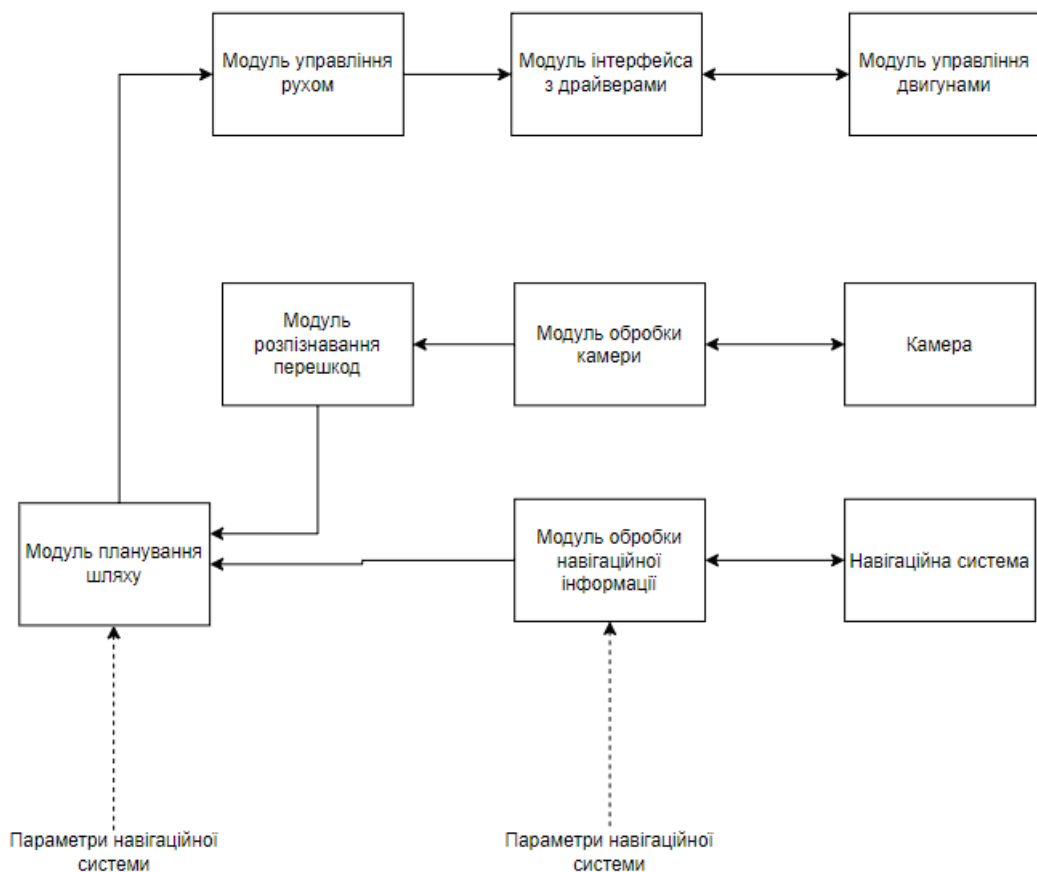 Модуль управління
рухом
Модуль інтерфейса
з драйверами
Модуль управління
двигунами
Модуль
розпізнавання
перешкод
Модуль обробки
камери
Камера
Модуль планування
шляху
Модуль обробки
навігаційної
інформації
Навігаційна система
Параметри навігаційної
системи
Параметри навігаційної
системи